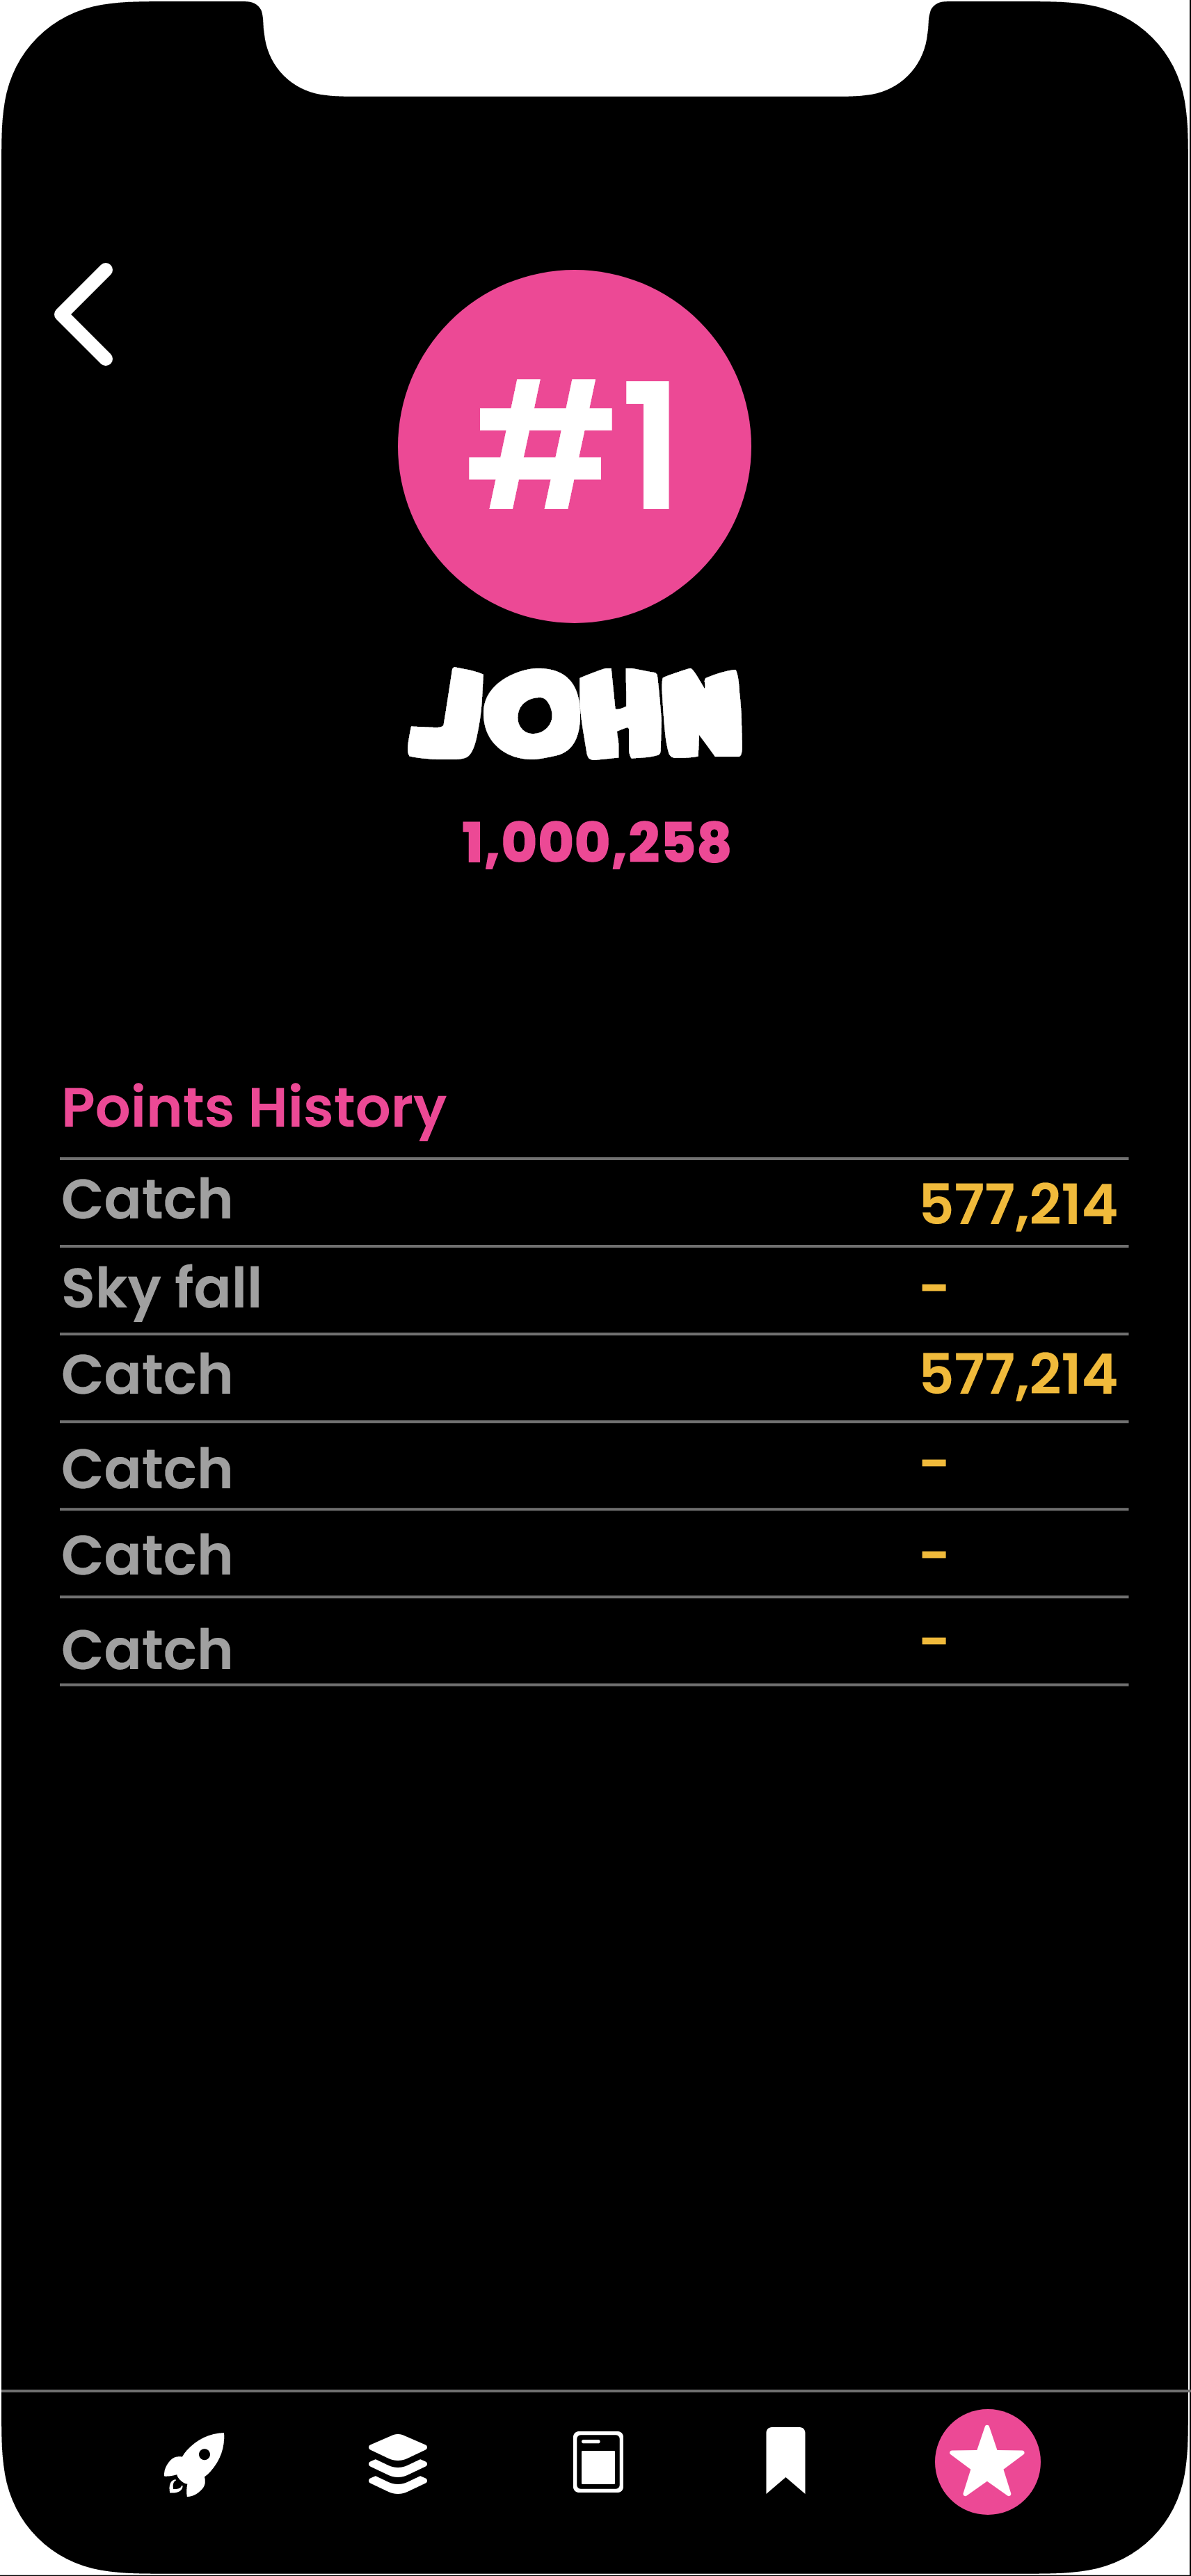 #1
JOHN
1,000,258
Points History
Catch 577,214
Sky fall -
Catch 577,214
Catch -
Catch -
Catch -